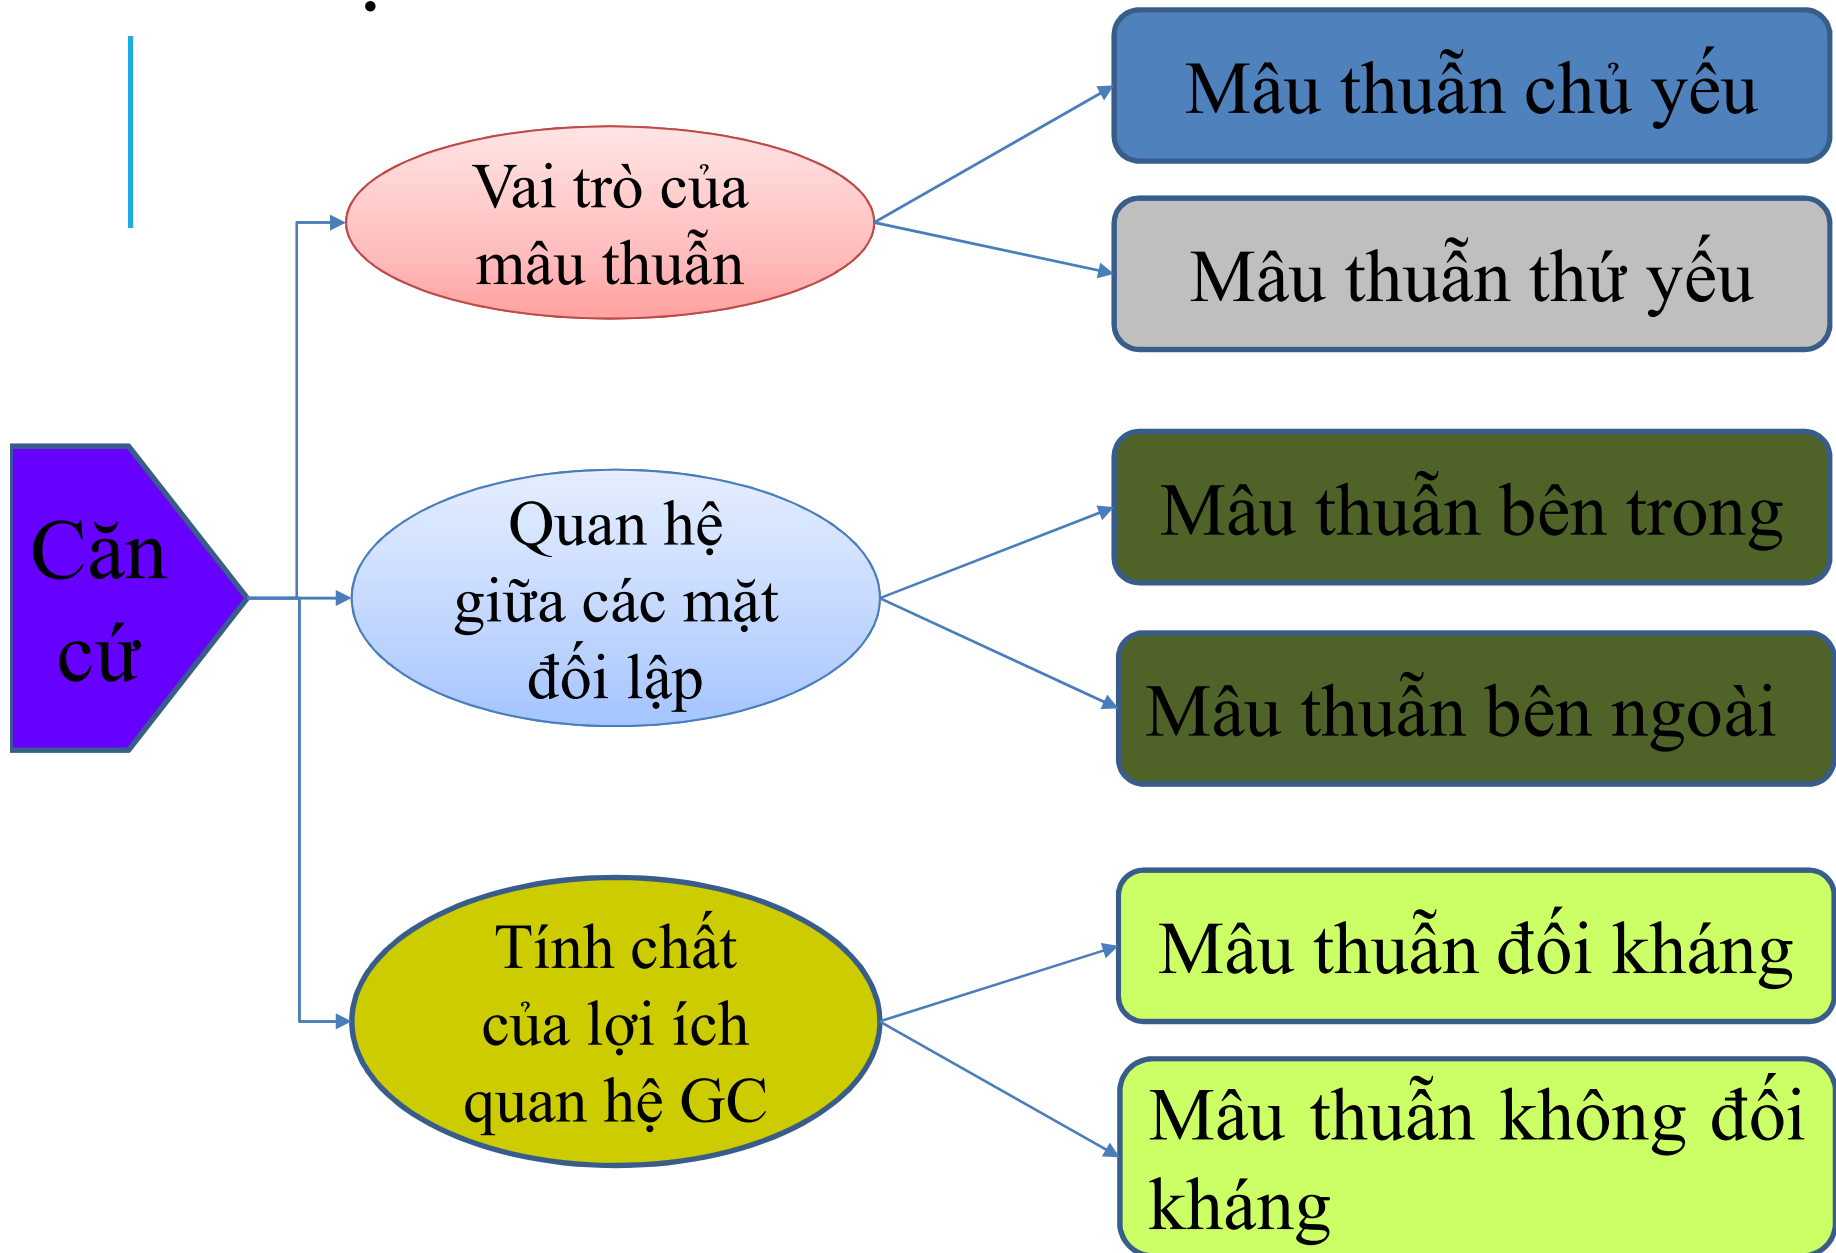 Căn
cứ
Vai trò của
mâu thuẫn
Mâu thuẫn chủ yếu
Mâu thuẫn thứ yếu
Quan hệ
giữa các mặt
đối lập
Mâu thuẫn bên trong
Mâu thuẫn bên ngoài
Tính chất
của lợi ích
quan hệ GC
Mâu thuẫn đối kháng
Mâu thuẫn không đối
kháng